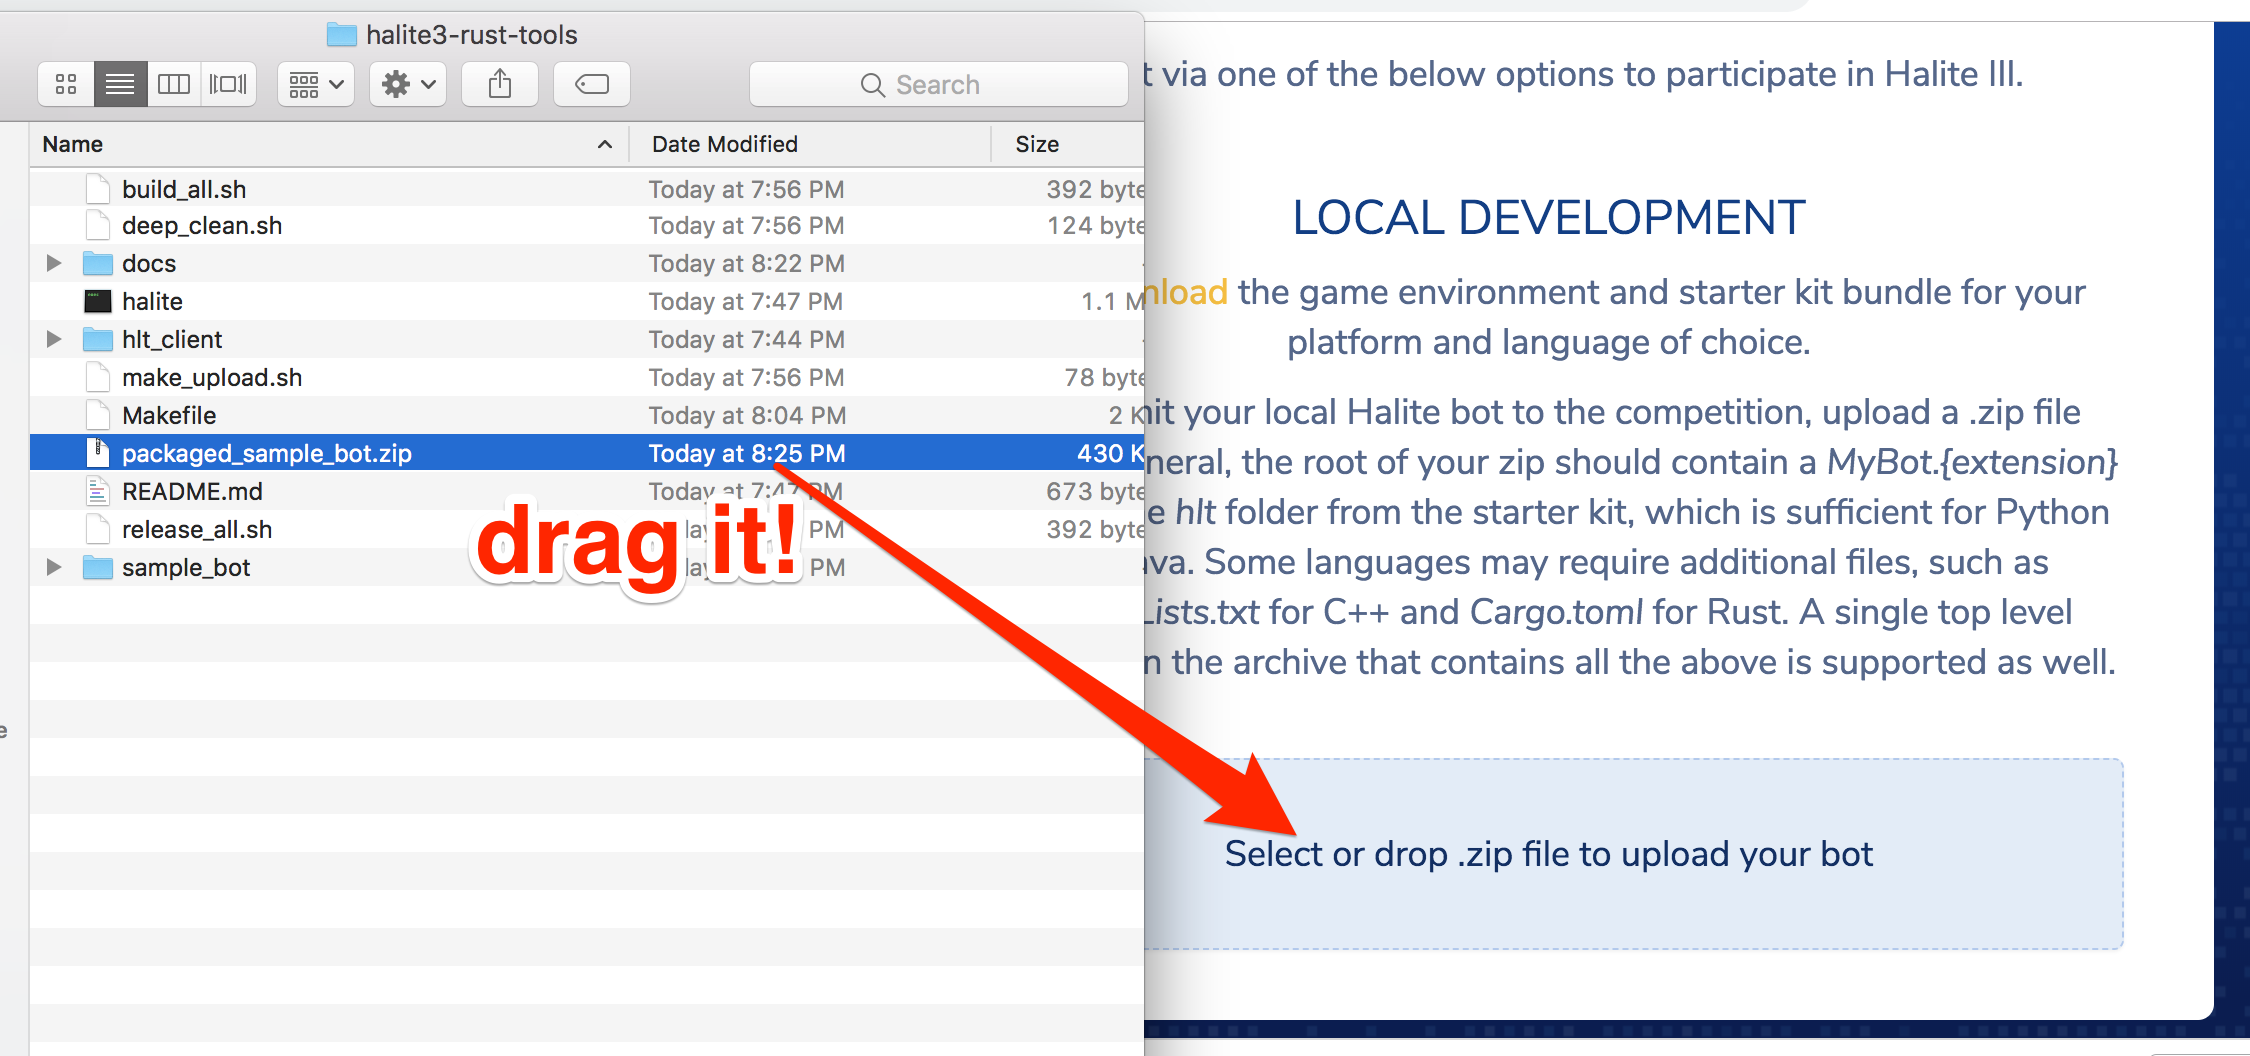 halite3-rust-tools
Search
Name Date Modified Size
build_all.sh Today at 7:56 PM 392 byte
deep_clean.sh Today at 7:56 PM 124 byte
docs Today at 8:22 PM -
halite Today at 7:47 PM 1.1 M
hlt_client Today at 7:44 PM -
make_upload.sh Today at 7:56 PM 78 byte
Makefile Today at 8:04 PM 2 K
packaged_sample_bot.zip Today at 8:25 PM 430 K
README.md Today at 7:47 PM 673 byte
release_all.sh PM 392 byte
sample_bot PM
drag it!
t via one of the below options to participate in Halite III.
LOCAL DEVELOPMENT
nload the game environment and starter kit bundle for your
platform and language of choice.
it your local Halite bot to the competition, upload a .zip file
neral, the root of your zip should contain a MyBot.{extension}
e hlt folder from the starter kit, which is sufficient for Python
va. Some languages may require additional files, such as
Lists.txt for C++ and Cargo.toml for Rust. A single top level
n the archive that contains all the above is supported as well.
Select or drop .zip file to upload your bot